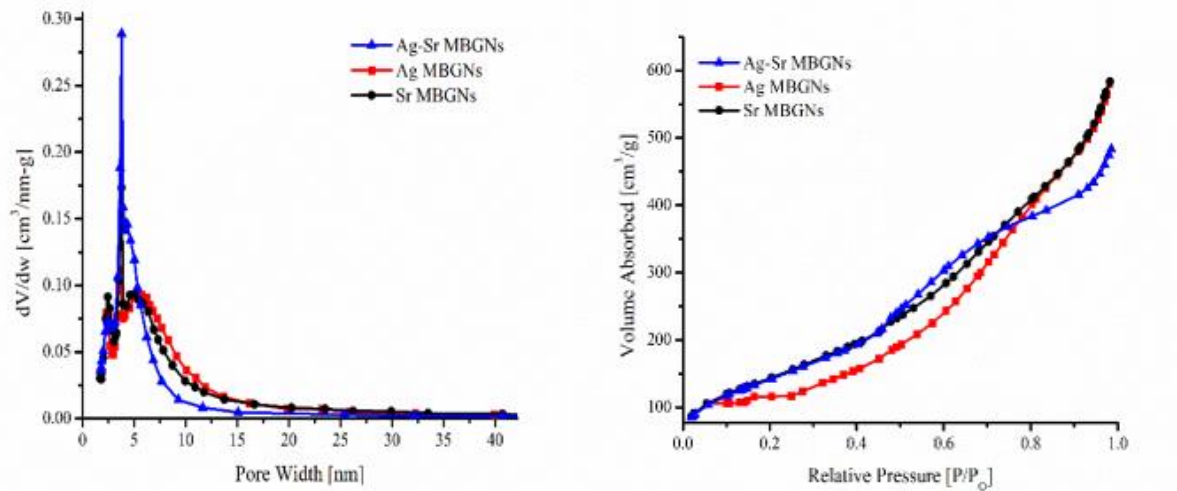 0.30
0.25
0.20
0.15
0.10
0.05
0.00
dV/dw [cm³/nm-g]
Ag-Sr MBGNs
Ag MBGNs
Sr MBGNs
0 5 10 15 20 25 30 35 40
Pore Width [nm]
600
500
400
300
200
100
Volume Absorbed [cm³/g]
Ag-Sr MBGNs
Ag MBGNs
Sr MBGNs
0.0 0.2 0.4 0.6 0.8 1.0
Relative Pressure [P/P₀]